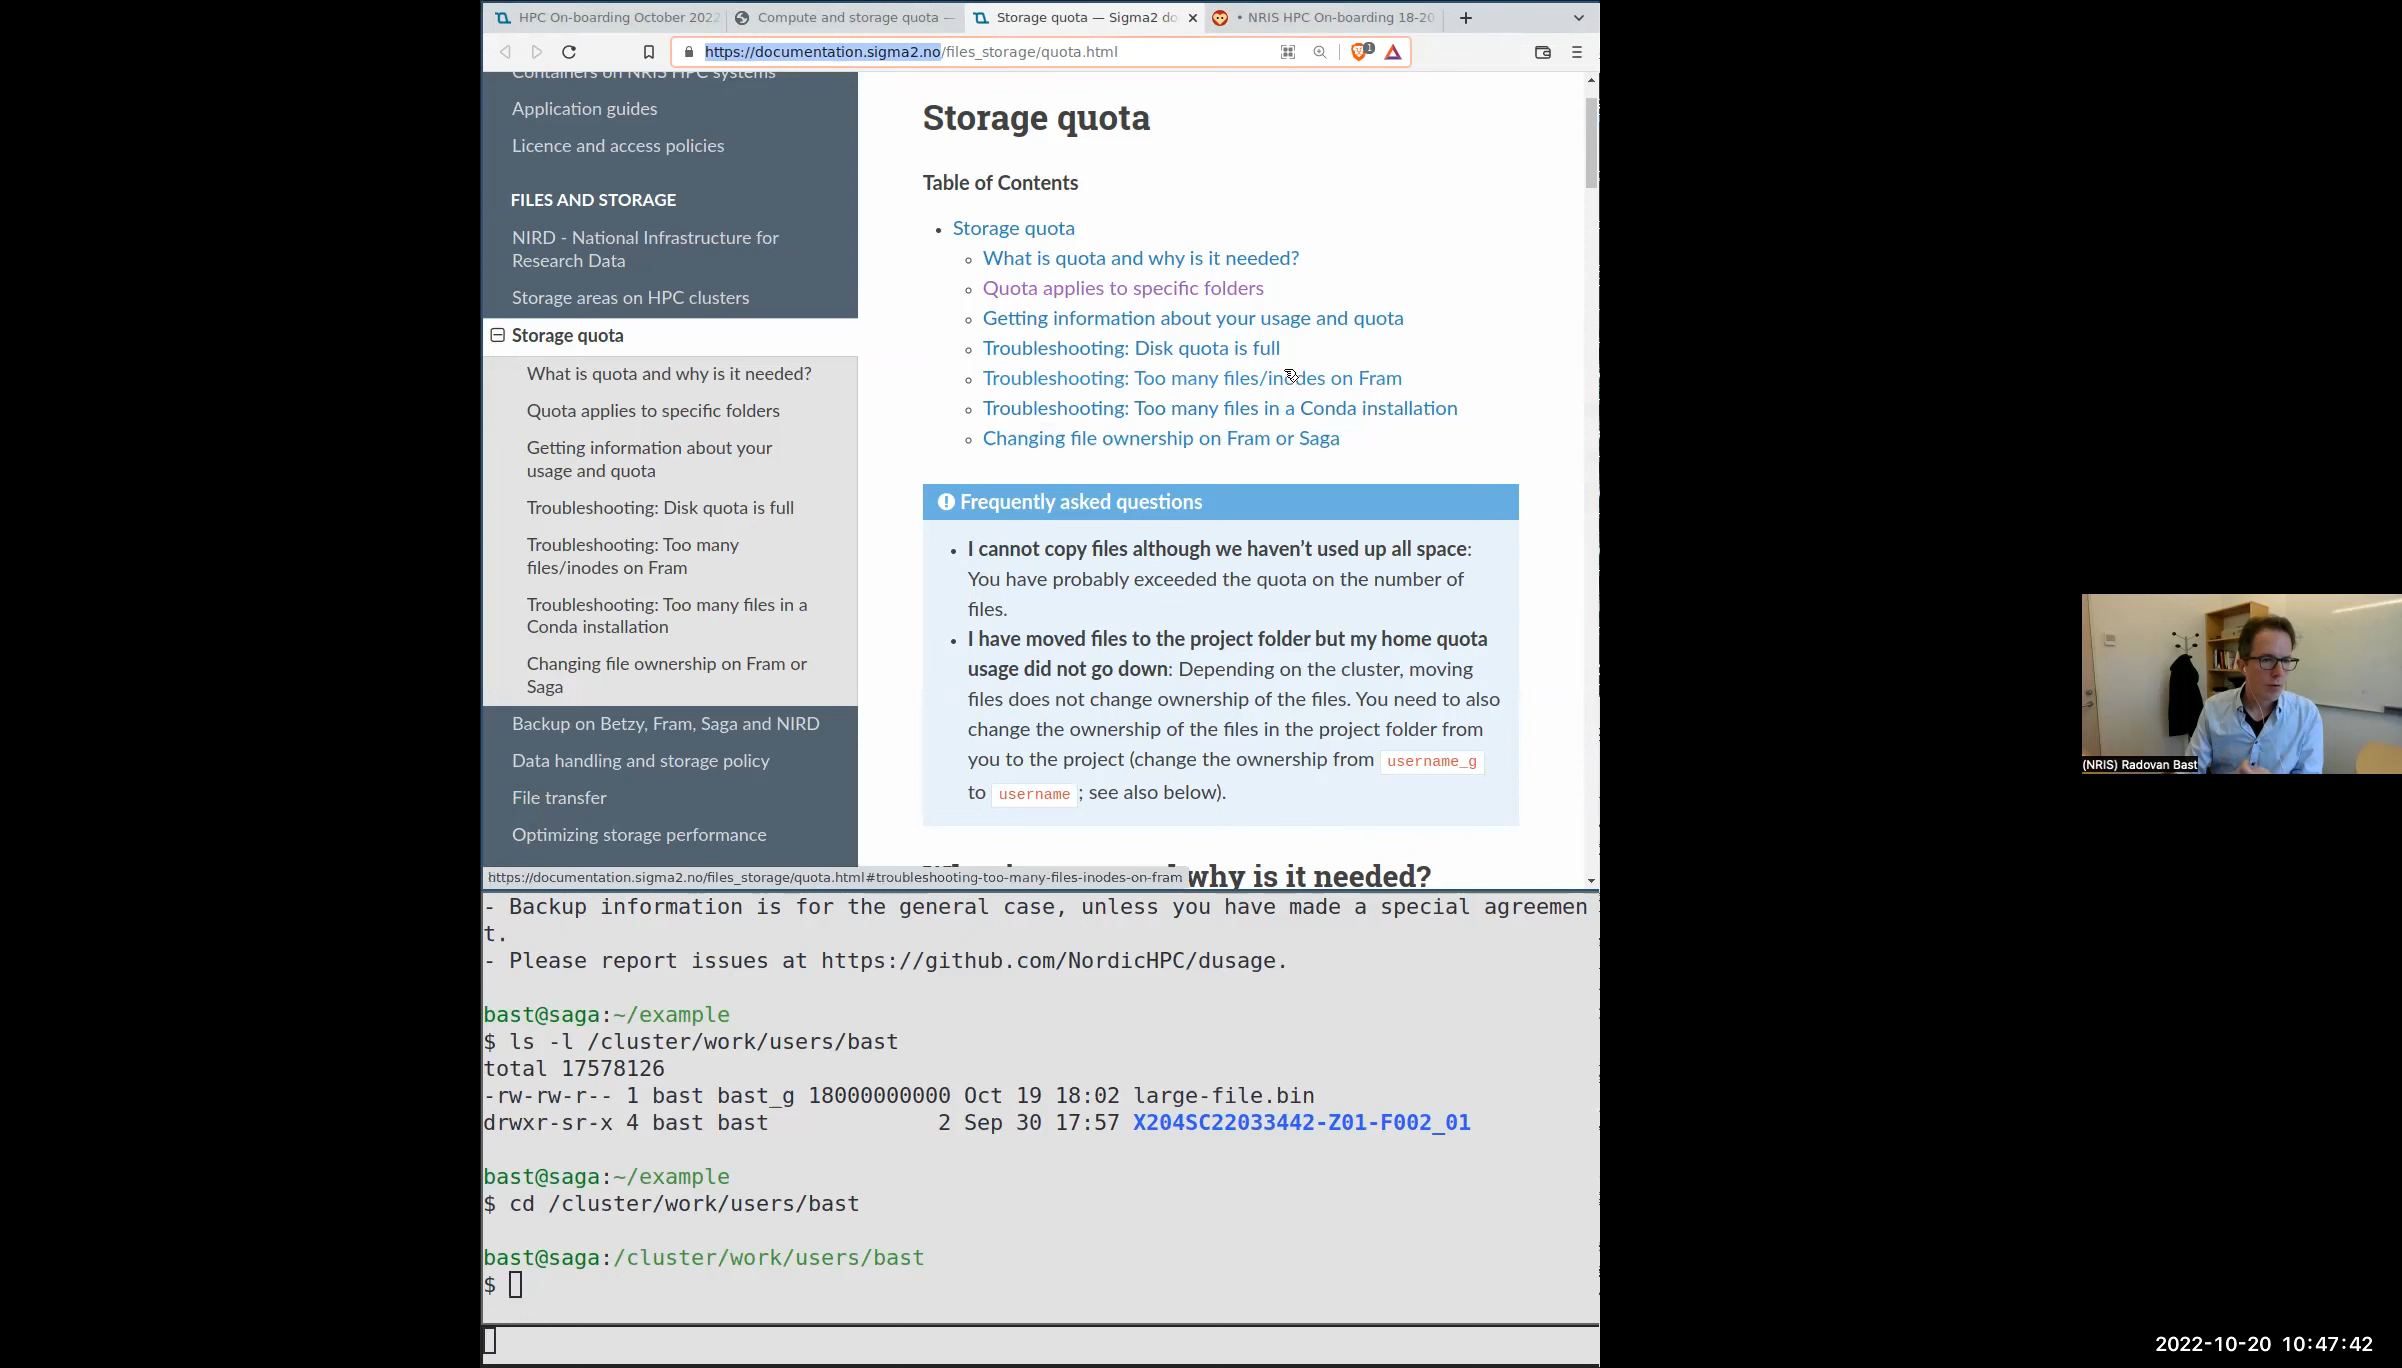 HPC On-boarding October 2022
Compute and storage quota —
Storage quota — Sigma2 do
• NRIS HPC On-boarding 18-20
https://documentation.sigma2.no/files_storage/quota.html
1
Containers on NRIS HPC systems
Application guides
Licence and access policies
FILES AND STORAGE
NIRD - National Infrastructure for
Research Data
Storage areas on HPC clusters
Storage quota
What is quota and why is it needed?
Quota applies to specific folders
Getting information about your
usage and quota
Troubleshooting: Disk quota is full
Troubleshooting: Too many
files/inodes on Fram
Troubleshooting: Too many files in a
Conda installation
Changing file ownership on Fram or
Saga
Backup on Betzy, Fram, Saga and NIRD
Data handling and storage policy
File transfer
Optimizing storage performance
Storage quota
Table of Contents
• Storage quota
◦ What is quota and why is it needed?
◦ Quota applies to specific folders
◦ Getting information about your usage and quota
◦ Troubleshooting: Disk quota is full
◦ Troubleshooting: Too many files/inodes on Fram
◦ Troubleshooting: Too many files in a Conda installation
◦ Changing file ownership on Fram or Saga
Frequently asked questions
• I cannot copy files although we haven’t used up all space:
You have probably exceeded the quota on the number of
files.
• I have moved files to the project folder but my home quota
usage did not go down: Depending on the cluster, moving
files does not change ownership of the files. You need to also
change the ownership of the files in the project folder from
you to the project (change the ownership from username_g
to username; see also below).
why is it needed?
https://documentation.sigma2.no/files_storage/quota.html#troubleshooting-too-many-files-inodes-on-fram
- Backup information is for the general case, unless you have made a special agreemen
t.
- Please report issues at https://github.com/NordicHPC/dusage.
bast@saga:~/example
$ ls -l /cluster/work/users/bast
total 17578126
-rw-rw-r-- 1 bast bast_g 18000000000 Oct 19 18:02 large-file.bin
drwxr-sr-x 4 bast bast 2 Sep 30 17:57 X204SC22033442-Z01-F002_01
bast@saga:~/example
$ cd /cluster/work/users/bast
bast@saga:/cluster/work/users/bast
$
(NRIS) Radovan Bast
2022-10-20 10:47:42